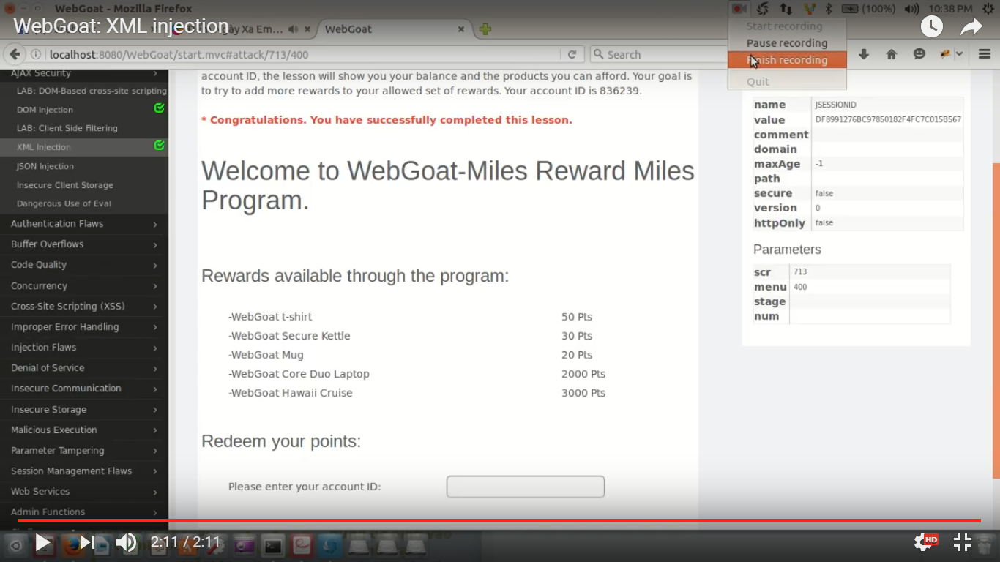 WebGoat - Mozilla Firefox
(100%)
10:38 PM
WebGoat: XML injection
gày Xa Em...
WebGoat
Start recording
Pause recording
Finish recording
Quit
localhost:8080/WebGoat/start.mvc#attack/713/400
Search
AJAX Security
LAB: DOM-Based cross-site scripting
DOM Injection
LAB: Client Side Filtering
XML Injection
JSON Injection
Insecure Client Storage
Dangerous Use of Eval
Authentication Flaws
Buffer Overflows
Code Quality
Concurrency
Cross-Site Scripting (XSS)
Improper Error Handling
Injection Flaws
Denial of Service
Insecure Communication
Insecure Storage
Malicious Execution
Parameter Tampering
Session Management Flaws
Web Services
Admin Functions
account ID, the lesson will show you your balance and the products you can afford. Your goal is
to try to add more rewards to your allowed set of rewards. Your account ID is 836239.
* Congratulations. You have successfully completed this lesson.
Welcome to WebGoat-Miles Reward Miles
Program.
Rewards available through the program:
-WebGoat t-shirt 50 Pts
-WebGoat Secure Kettle 30 Pts
-WebGoat Mug 20 Pts
-WebGoat Core Duo Laptop 2000 Pts
-WebGoat Hawaii Cruise 3000 Pts
Redeem your points:
Please enter your account ID:
name JSESSIONID
value DF8991276BC97850182F4FC7C015B567
comment
domain
maxAge -1
path
secure false
version 0
httpOnly false
Parameters
scr 713
menu 400
stage
num
2:11 / 2:11
HD